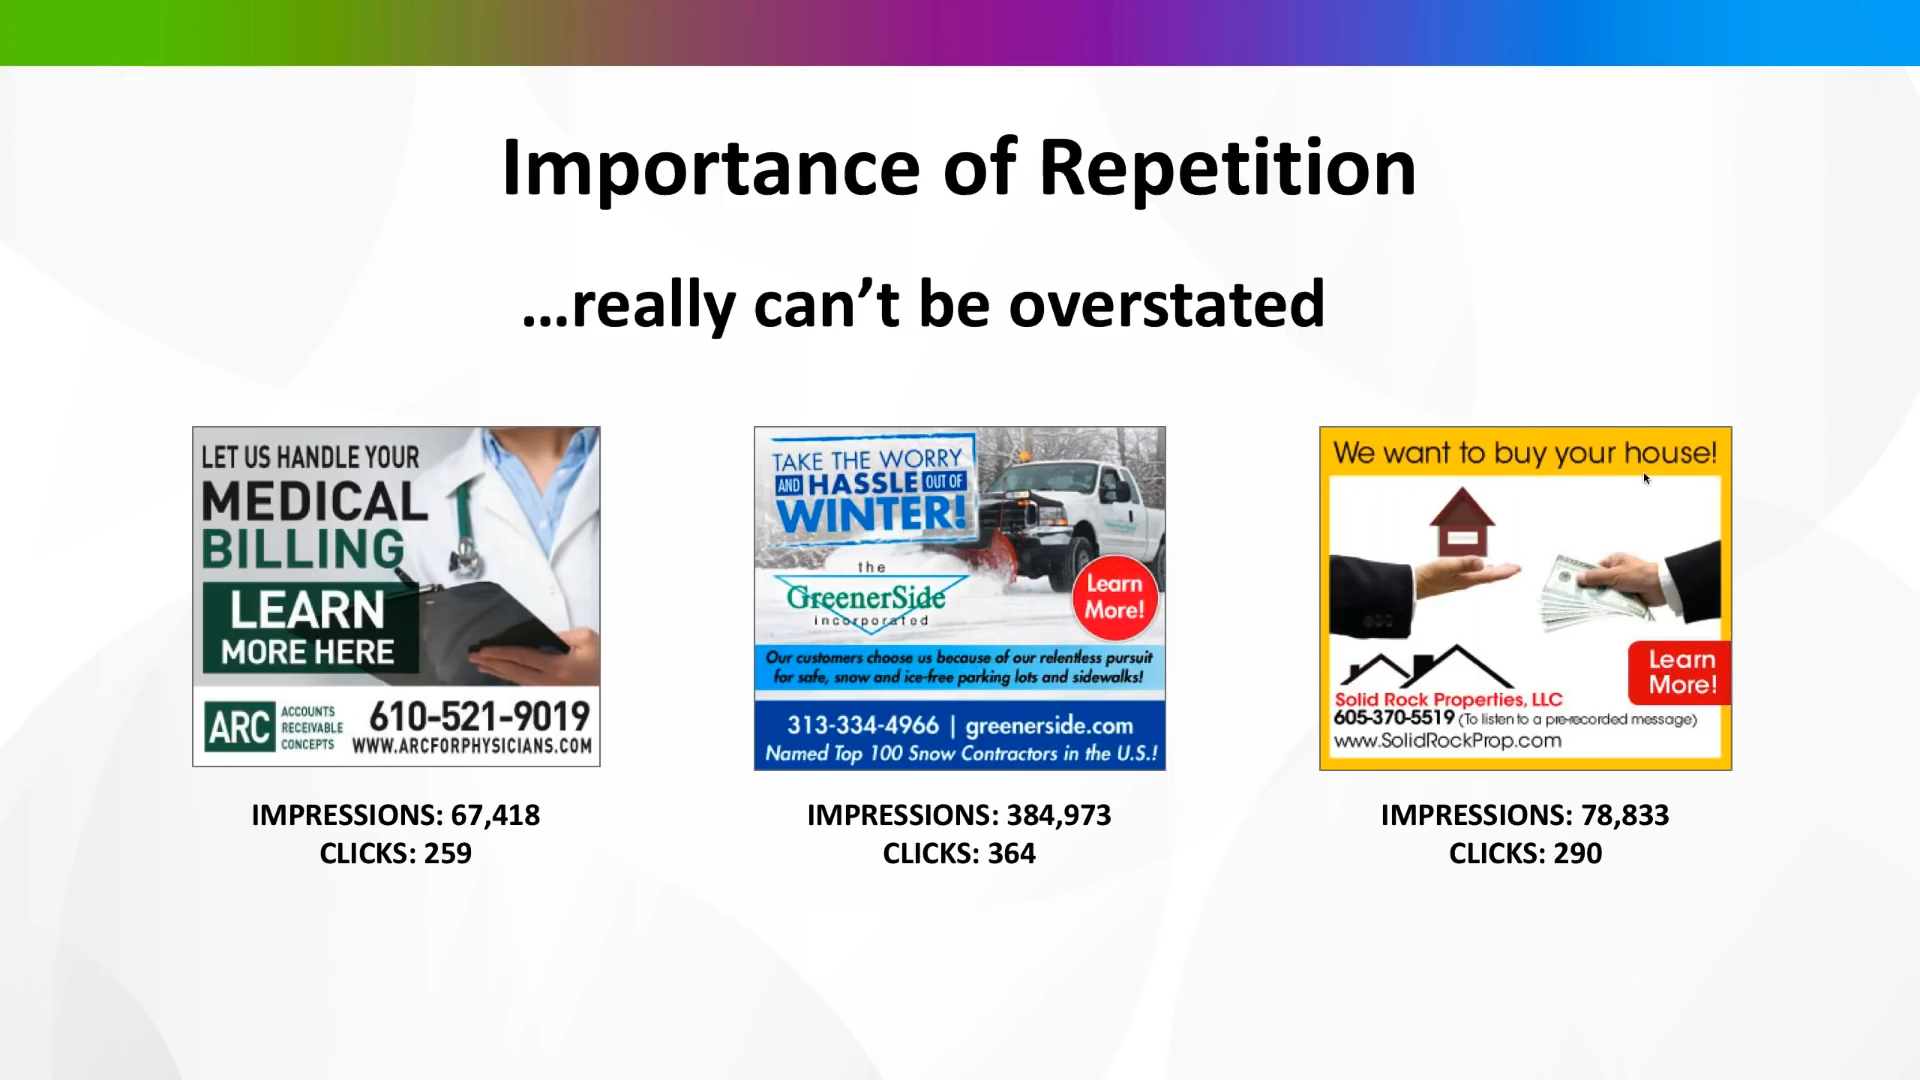 Importance of Repetition
...really can't be overstated
LET US HANDLE YOUR
MEDICAL
BILLING
LEARN
MORE HERE
ARC
ACCOUNTS
RECEIVABLE
CONCEPTS
610-521-9019
WWW.ARCFORPHYSICIANS.COM
IMPRESSIONS: 67,418
CLICKS: 259
TAKE THE WORRY
AND HASSLE OUT OF
WINTER!
the
GreenerSide
incorporated
Learn
More!
Our customers choose us because of our relentless pursuit
for safe, snow and ice-free parking lots and sidewalks!
313-334-4966 | greenerside.com
Named Top 100 Snow Contractors in the U.S.!
IMPRESSIONS: 384,973
CLICKS: 364
We want to buy your house!
Learn
More!
Solid Rock Properties, LLC
605-370-5519 (To listen to a pre-recorded message)
www.SolidRockProp.com
IMPRESSIONS: 78,833
CLICKS: 290